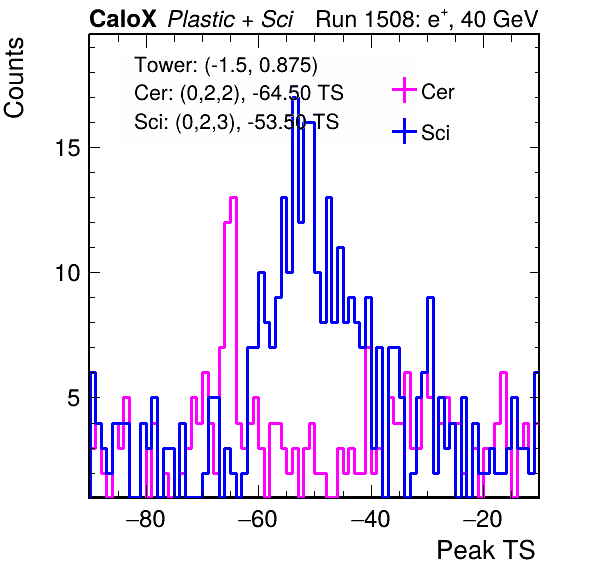 CaloX Plastic + Sci Run 1508: e⁺, 40 GeV
Counts
Tower: (-1.5, 0.875)
Cer: (0,2,2), -64.50 TS
Sci: (0,2,3), -53.50 TS
Cer
Sci
15
10
5
−80 −60 −40 −20
Peak TS